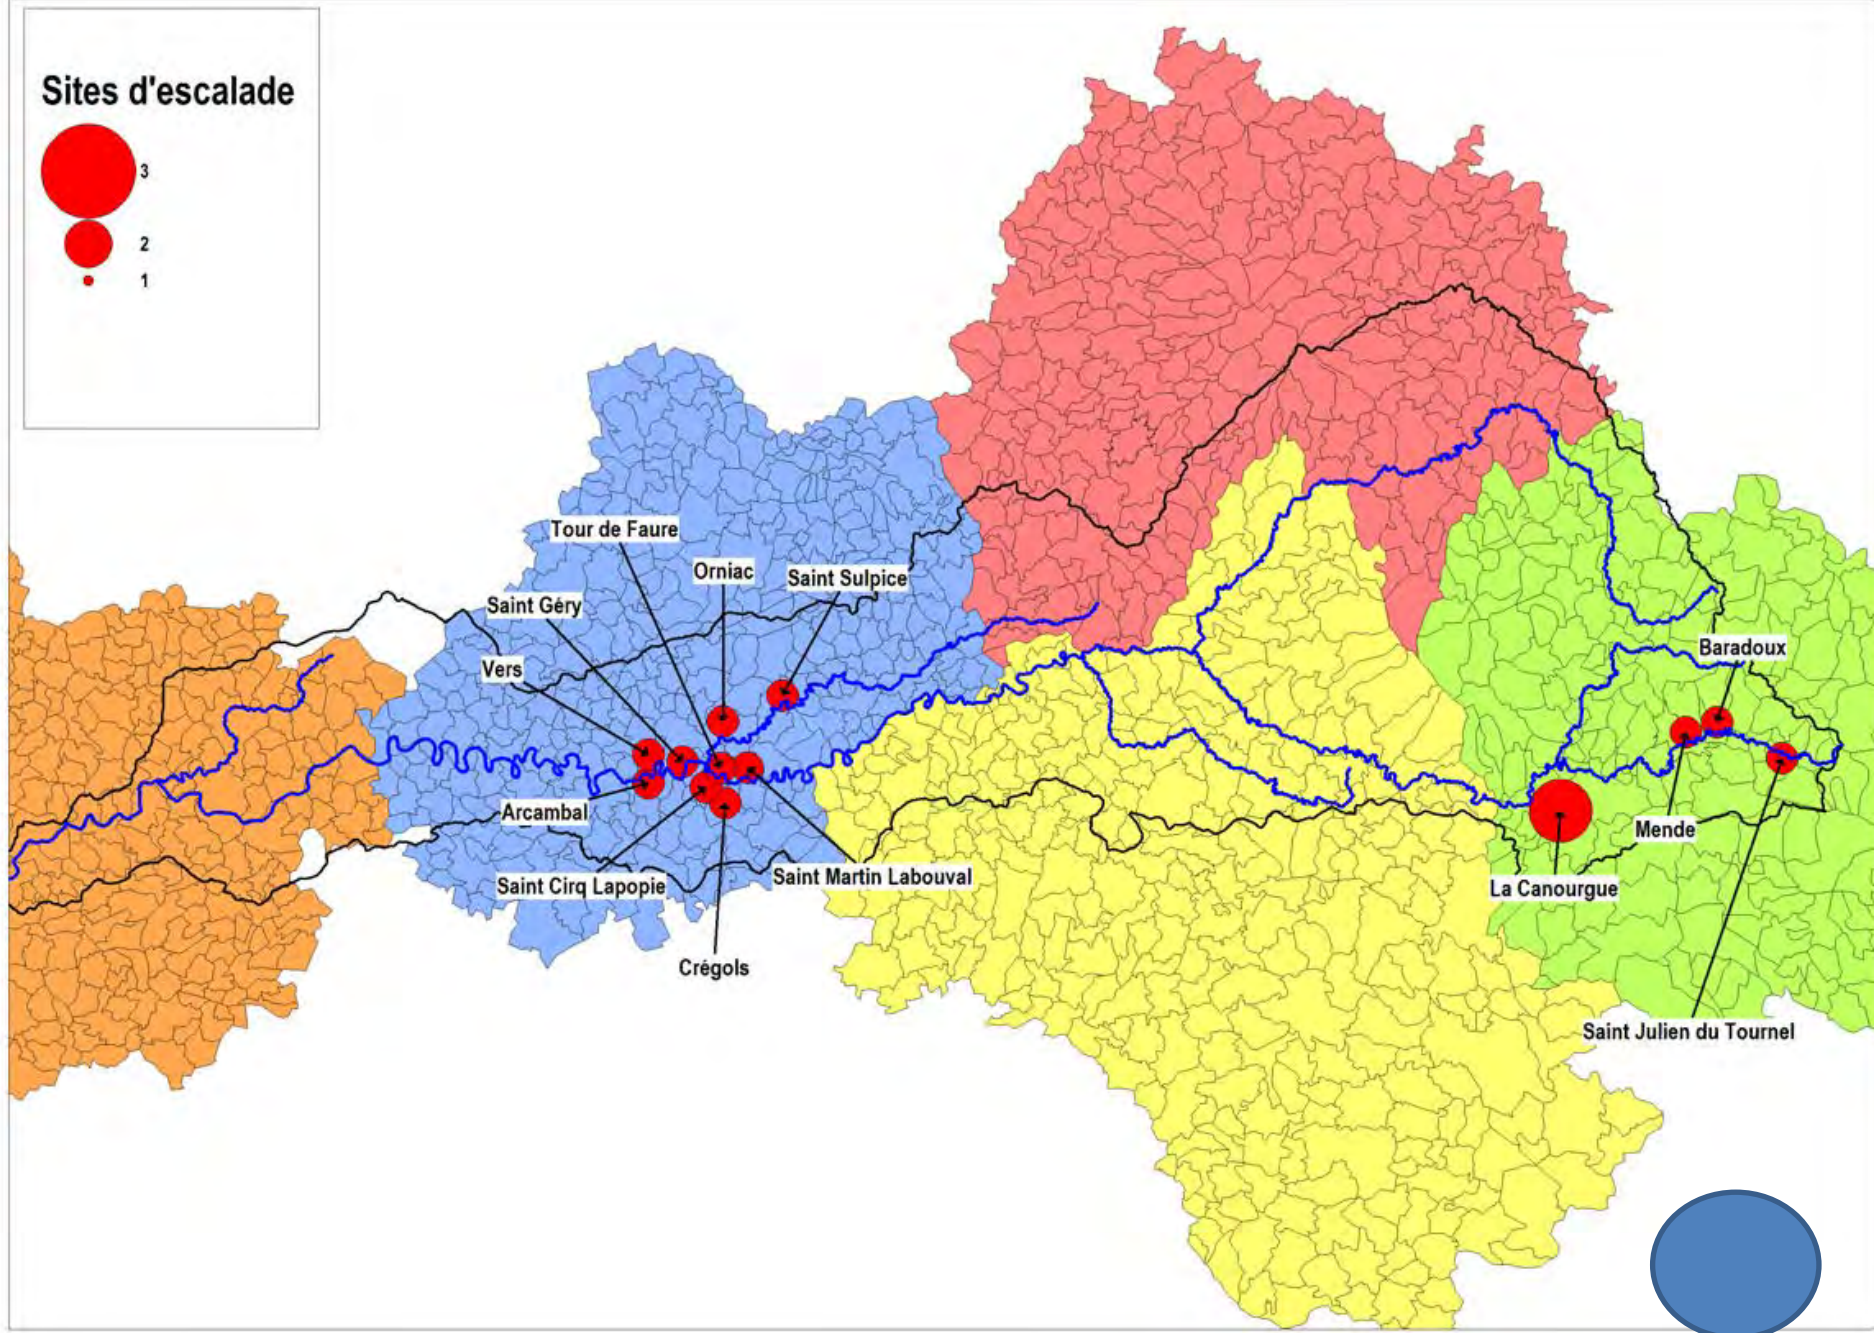 Sites d'escalade
3
2
1
Tour de Faure
Orniac
Saint Sulpice
Saint Géry
Vers
Baradoux
Arcambal
Mende
Saint Cirq Lapopie
Saint Martin Labouval
La Canourgue
Crégols
Saint Julien du Tournel